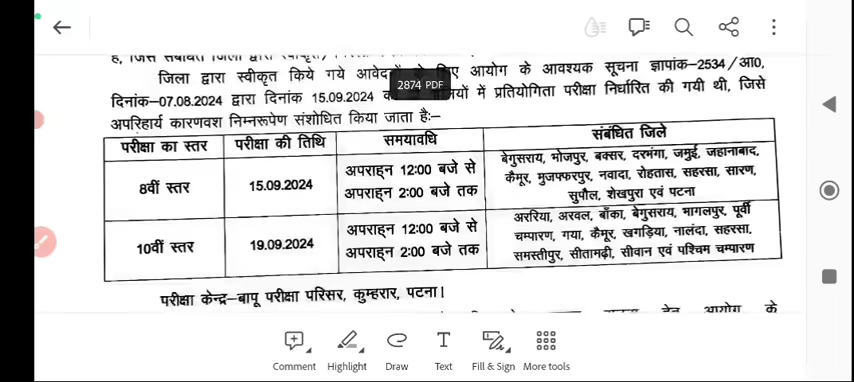 है, जिसे संबंधित जिला द्वारा
जिला द्वारा स्वीकृत किये गये आवेदनों के लिए आयोग के आवश्यक सूचना ज्ञापांक-2534/आ0,
2874 PDF
दिनांक-07.08.2024 द्वारा दिनांक 15.09.2024 में प्रतियोगिता परीक्षा निर्धारित की गयी थी, जिसे
अपरिहार्य कारणवश निम्नरूपेण संशोधित किया जाता है:-
परीक्षा का स्तर परीक्षा की तिथि समयावधि संबंधित जिले
8वीं स्तर 15.09.2024 अपराह्न 12:00 बजे से अपराह्न 2:00 बजे तक बेगुसराय, भोजपुर, बक्सर, दरभंगा, जमुई, जहानाबाद,
कैमूर, मुजफ्फरपुर, नवादा, रोहतास, सहरसा, सारण,
सुपौल, शेखपुरा एवं पटना
10वीं स्तर 19.09.2024 अपराह्न 12:00 बजे से अपराह्न 2:00 बजे तक अररिया, अरवल, बाँका, बेगुसराय, भागलपुर, पूर्वी
चम्पारण, गया, कैमूर, खगड़िया, नालंदा, सहरसा,
समस्तीपुर, सीतामढ़ी, सीवान एवं पश्चिम चम्पारण
परीक्षा केन्द्र-बापू परीक्षा परिसर, कुम्हरार, पटना।
आयोग के
Comment Highlight Draw Text Fill & Sign More tools